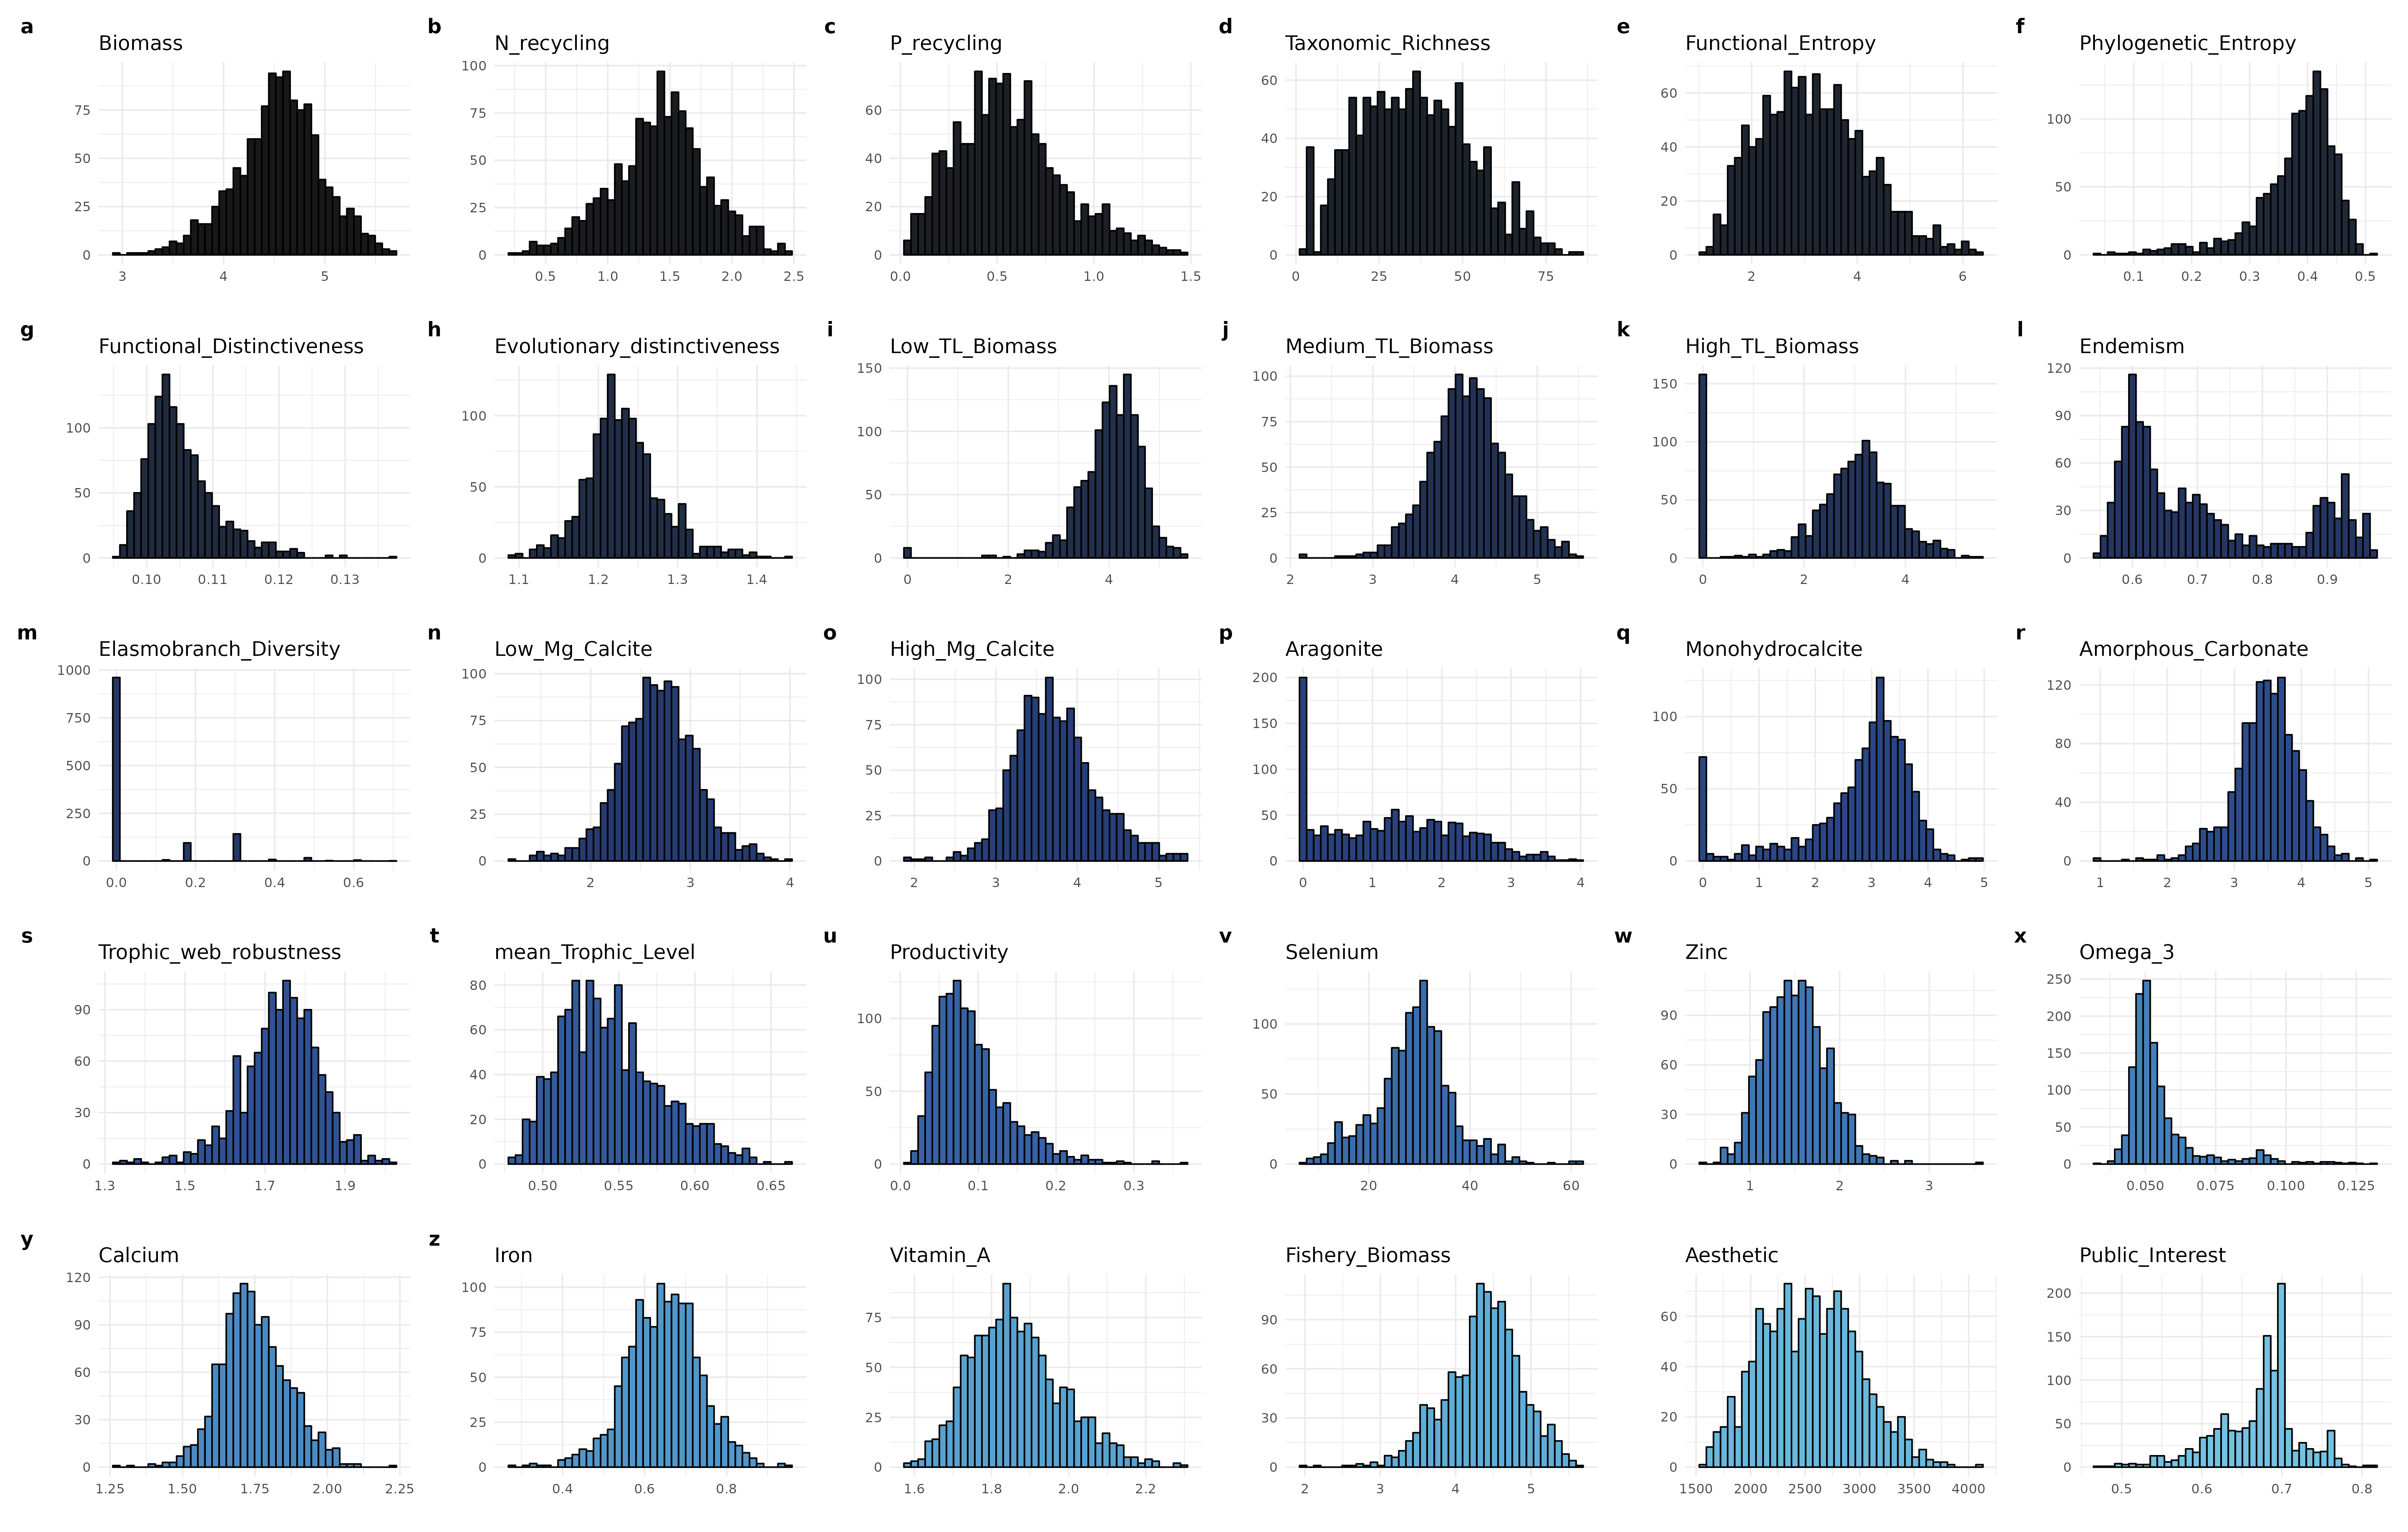 a b c d e f
Biomass N_recycling P_recycling Taxonomic_Richness Functional_Entropy Phylogenetic_Entropy
0 25 50 75 0 25 50 75 100 0 20 40 60 0 20 40 60 0 20 40 60 0 50 100
3 4 5 0.5 1.0 1.5 2.0 2.5 0.0 0.5 1.0 1.5 0 25 50 75 2 4 6 0.1 0.2 0.3 0.4 0.5
g h i j k l
Functional_Distinctiveness Evolutionary_distinctiveness Low_TL_Biomass Medium_TL_Biomass High_TL_Biomass Endemism
0 50 100 0 50 100 0 50 100 150 0 25 50 75 100 0 50 100 150 0 30 60 90 120
0.10 0.11 0.12 0.13 1.1 1.2 1.3 1.4 0 2 4 2 3 4 5 0 2 4 0.6 0.7 0.8 0.9
m n o p q r
Elasmobranch_Diversity Low_Mg_Calcite High_Mg_Calcite Aragonite Monohydrocalcite Amorphous_Carbonate
0 250 500 750 1000 0 25 50 75 100 0 25 50 75 100 0 50 100 150 200 0 50 100 0 40 80 120
0.0 0.2 0.4 0.6 2 3 4 2 3 4 5 0 1 2 3 4 0 1 2 3 4 5 1 2 3 4 5
s t u v w x
Trophic_web_robustness mean_Trophic_Level Productivity Selenium Zinc Omega_3
0 30 60 90 0 20 40 60 80 0 50 100 0 50 100 0 30 60 90 0 50 100 150 200 250
1.3 1.5 1.7 1.9 0.50 0.55 0.60 0.65 0.0 0.1 0.2 0.3 20 40 60 1 2 3 0.050 0.075 0.100 0.125
y z
Calcium Iron Vitamin_A Fishery_Biomass Aesthetic Public_Interest
0 30 60 90 120 0 25 50 75 100 0 25 50 75 0 30 60 90 0 20 40 60 0 50 100 150 200
1.25 1.50 1.75 2.00 2.25 0.4 0.6 0.8 1.6 1.8 2.0 2.2 2 3 4 5 1500 2000 2500 3000 3500 4000 0.5 0.6 0.7 0.8